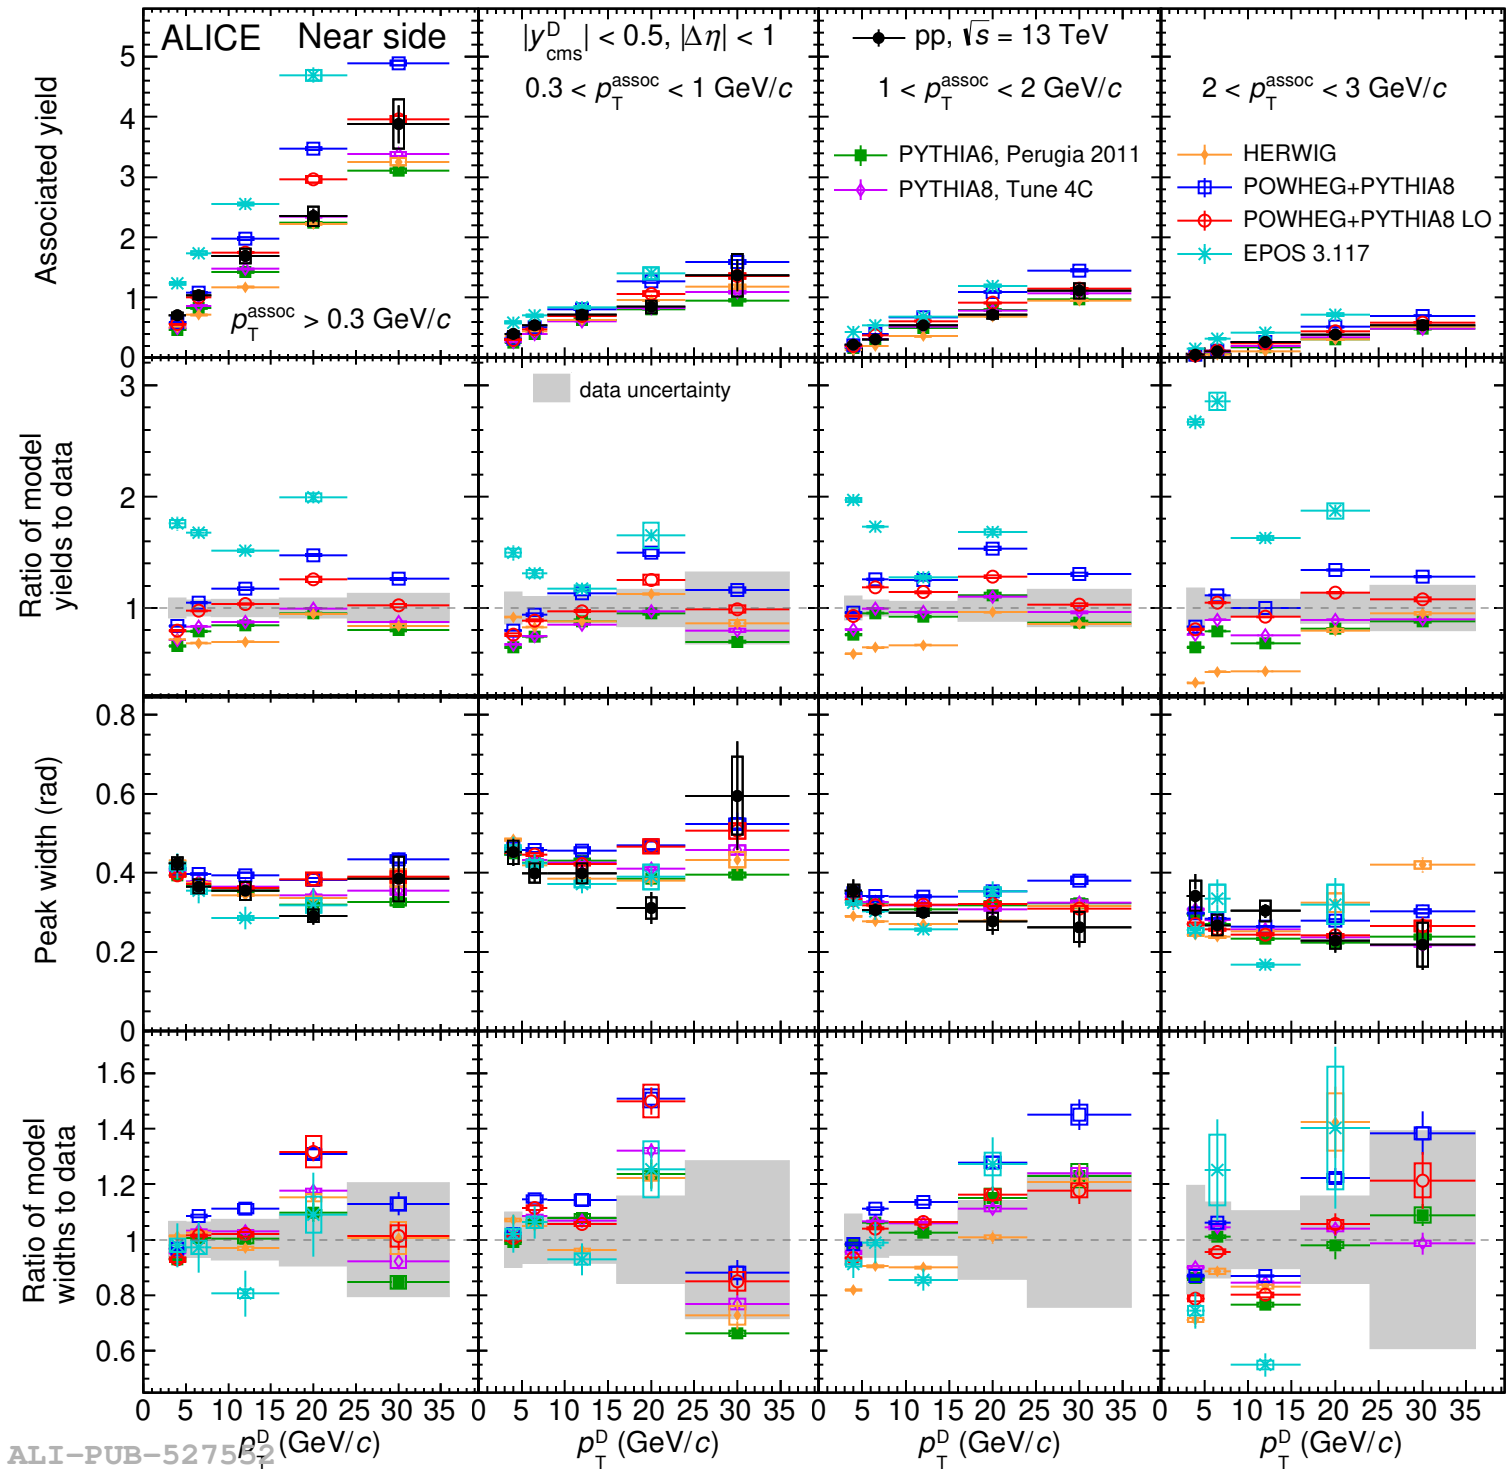 ALICE Near side
|y^D_cms| < 0.5, |Δη| < 1
pp, √s = 13 TeV
0.3 < p_T^assoc < 1 GeV/c
1 < p_T^assoc < 2 GeV/c
2 < p_T^assoc < 3 GeV/c
PYTHIA6, Perugia 2011
PYTHIA8, Tune 4C
HERWIG
POWHEG+PYTHIA8
POWHEG+PYTHIA8 LO
EPOS 3.117
p_T^assoc > 0.3 GeV/c
Associated yield
5
4
3
2
1
0
data uncertainty
Ratio of model
yields to data
3
2
1
Peak width (rad)
0.8
0.6
0.4
0.2
0
Ratio of model
widths to data
1.6
1.4
1.2
1
0.8
0.6
0 5 10 15 20 25 30 35 0 5 10 15 20 25 30 35 0 5 10 15 20 25 30 35 0 5 10 15 20 25 30 35
p_T^D (GeV/c) p_T^D (GeV/c) p_T^D (GeV/c) p_T^D (GeV/c)
ALI-PUB-527552